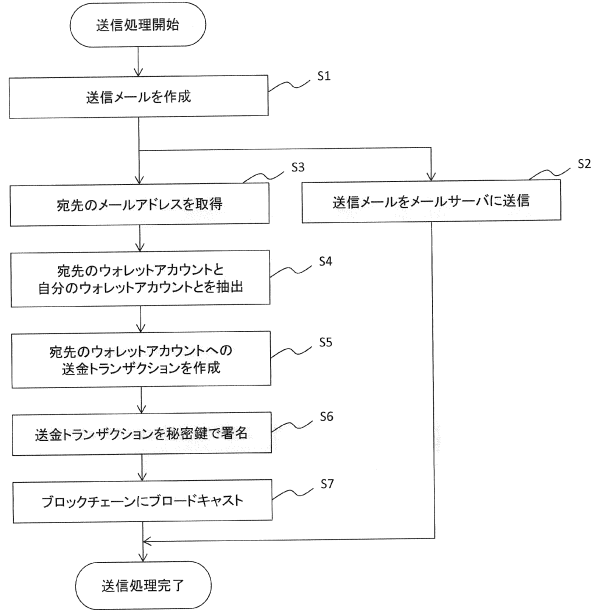 送信処理開始
S1
送信メールを作成
S3
宛先のメールアドレスを取得
S2
送信メールをメールサーバに送信
S4
宛先のウォレットアカウントと
自分のウォレットアカウントとを抽出
S5
宛先のウォレットアカウントへの
送金トランザクションを作成
S6
送金トランザクションを秘密鍵で署名
S7
ブロックチェーンにブロードキャスト
送信処理完了